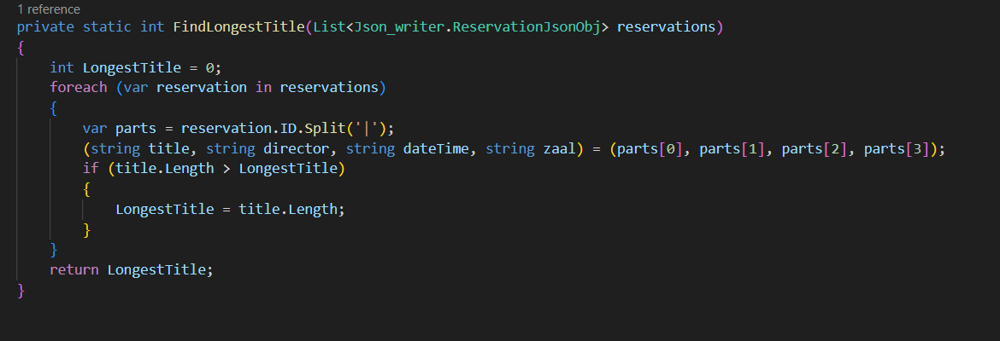 1 reference
private static int FindLongestTitle(List<Json_writer.ReservationJsonObj> reservations)
{
    int LongestTitle = 0;
    foreach (var reservation in reservations)
    {
        var parts = reservation.ID.Split('|');
        (string title, string director, string dateTime, string zaal) = (parts[0], parts[1], parts[2], parts[3]);
        if (title.Length > LongestTitle)
        {
            LongestTitle = title.Length;
        }
    }
    return LongestTitle;
}